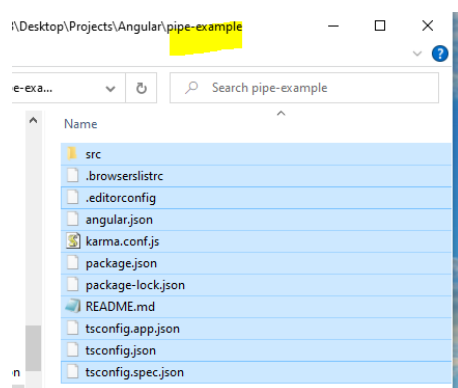 \Desktop\Projects\Angular\pipe-example
e-exa...
Search pipe-example
Name
src
.browserslistrc
.editorconfig
angular.json
karma.conf.js
package.json
package-lock.json
README.md
tsconfig.app.json
tsconfig.json
tsconfig.spec.json